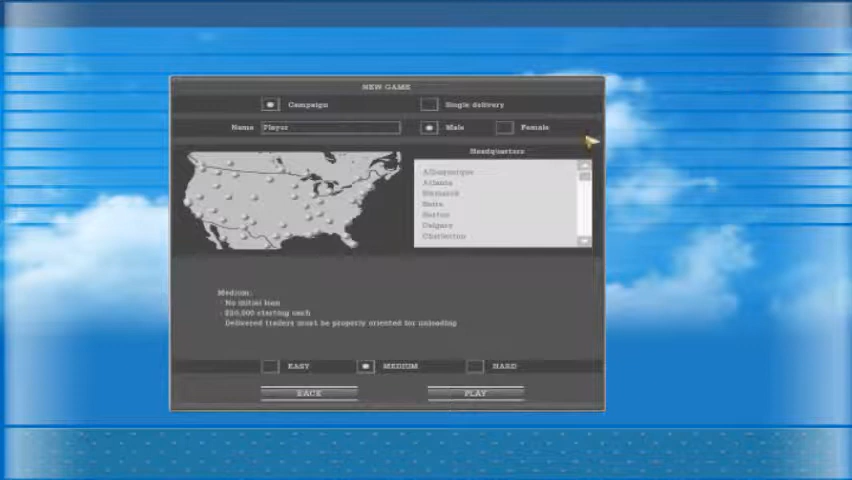 NEW GAME
Campaign
Single delivery
Name
Player
Male
Female
Headquarters
Albuquerque
Atlanta
Bismarck
Boise
Boston
Calgary
Charleston
Medium:
- No initial loan
- $20,000 starting cash
- Delivered trailers must be properly oriented for unloading
EASY
MEDIUM
HARD
BACK
PLAY